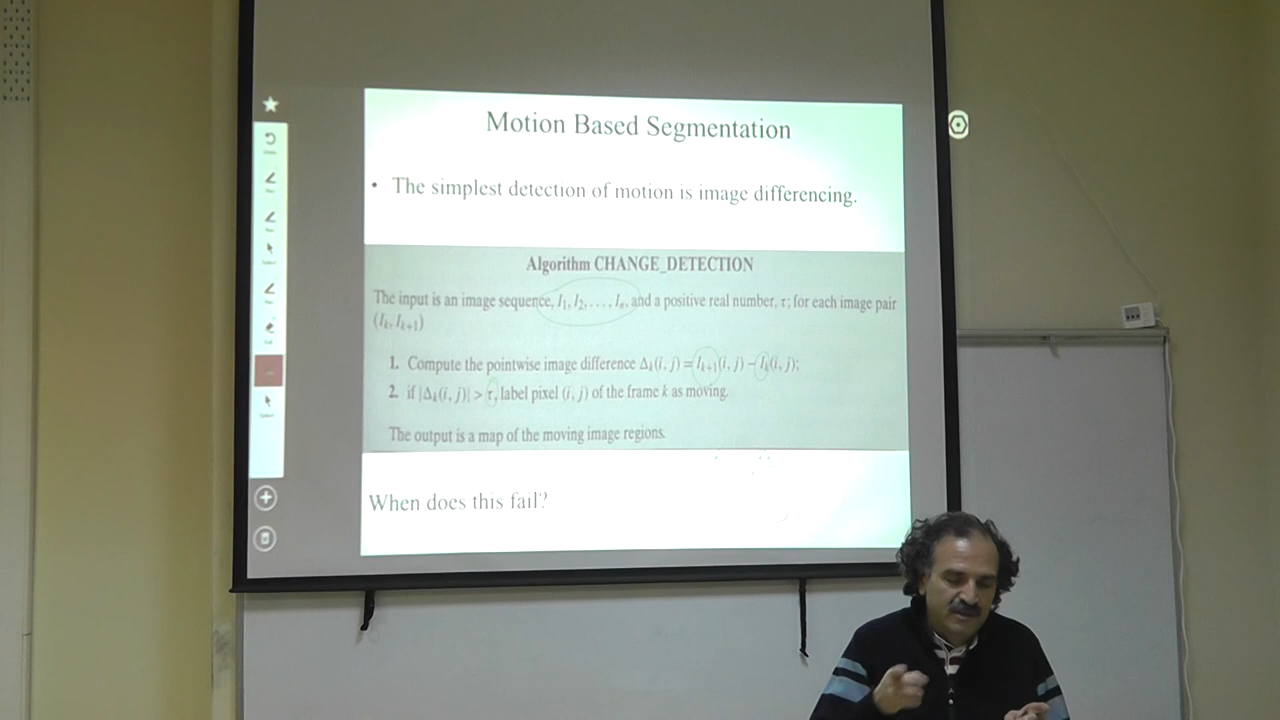 Motion Based Segmentation
• The simplest detection of motion is image differencing.
Algorithm CHANGE_DETECTION
The input is an image sequence, I₁, I₂, . . . , Iₙ, and a positive real number, τ; for each image pair
(Iₖ, Iₖ₊₁)
1. Compute the pointwise image difference Δₖ(i, j) = Iₖ₊₁(i, j) − Iₖ(i, j);
2. if |Δₖ(i, j)| > τ, label pixel (i, j) of the frame k as moving.
The output is a map of the moving image regions.
When does this fail?